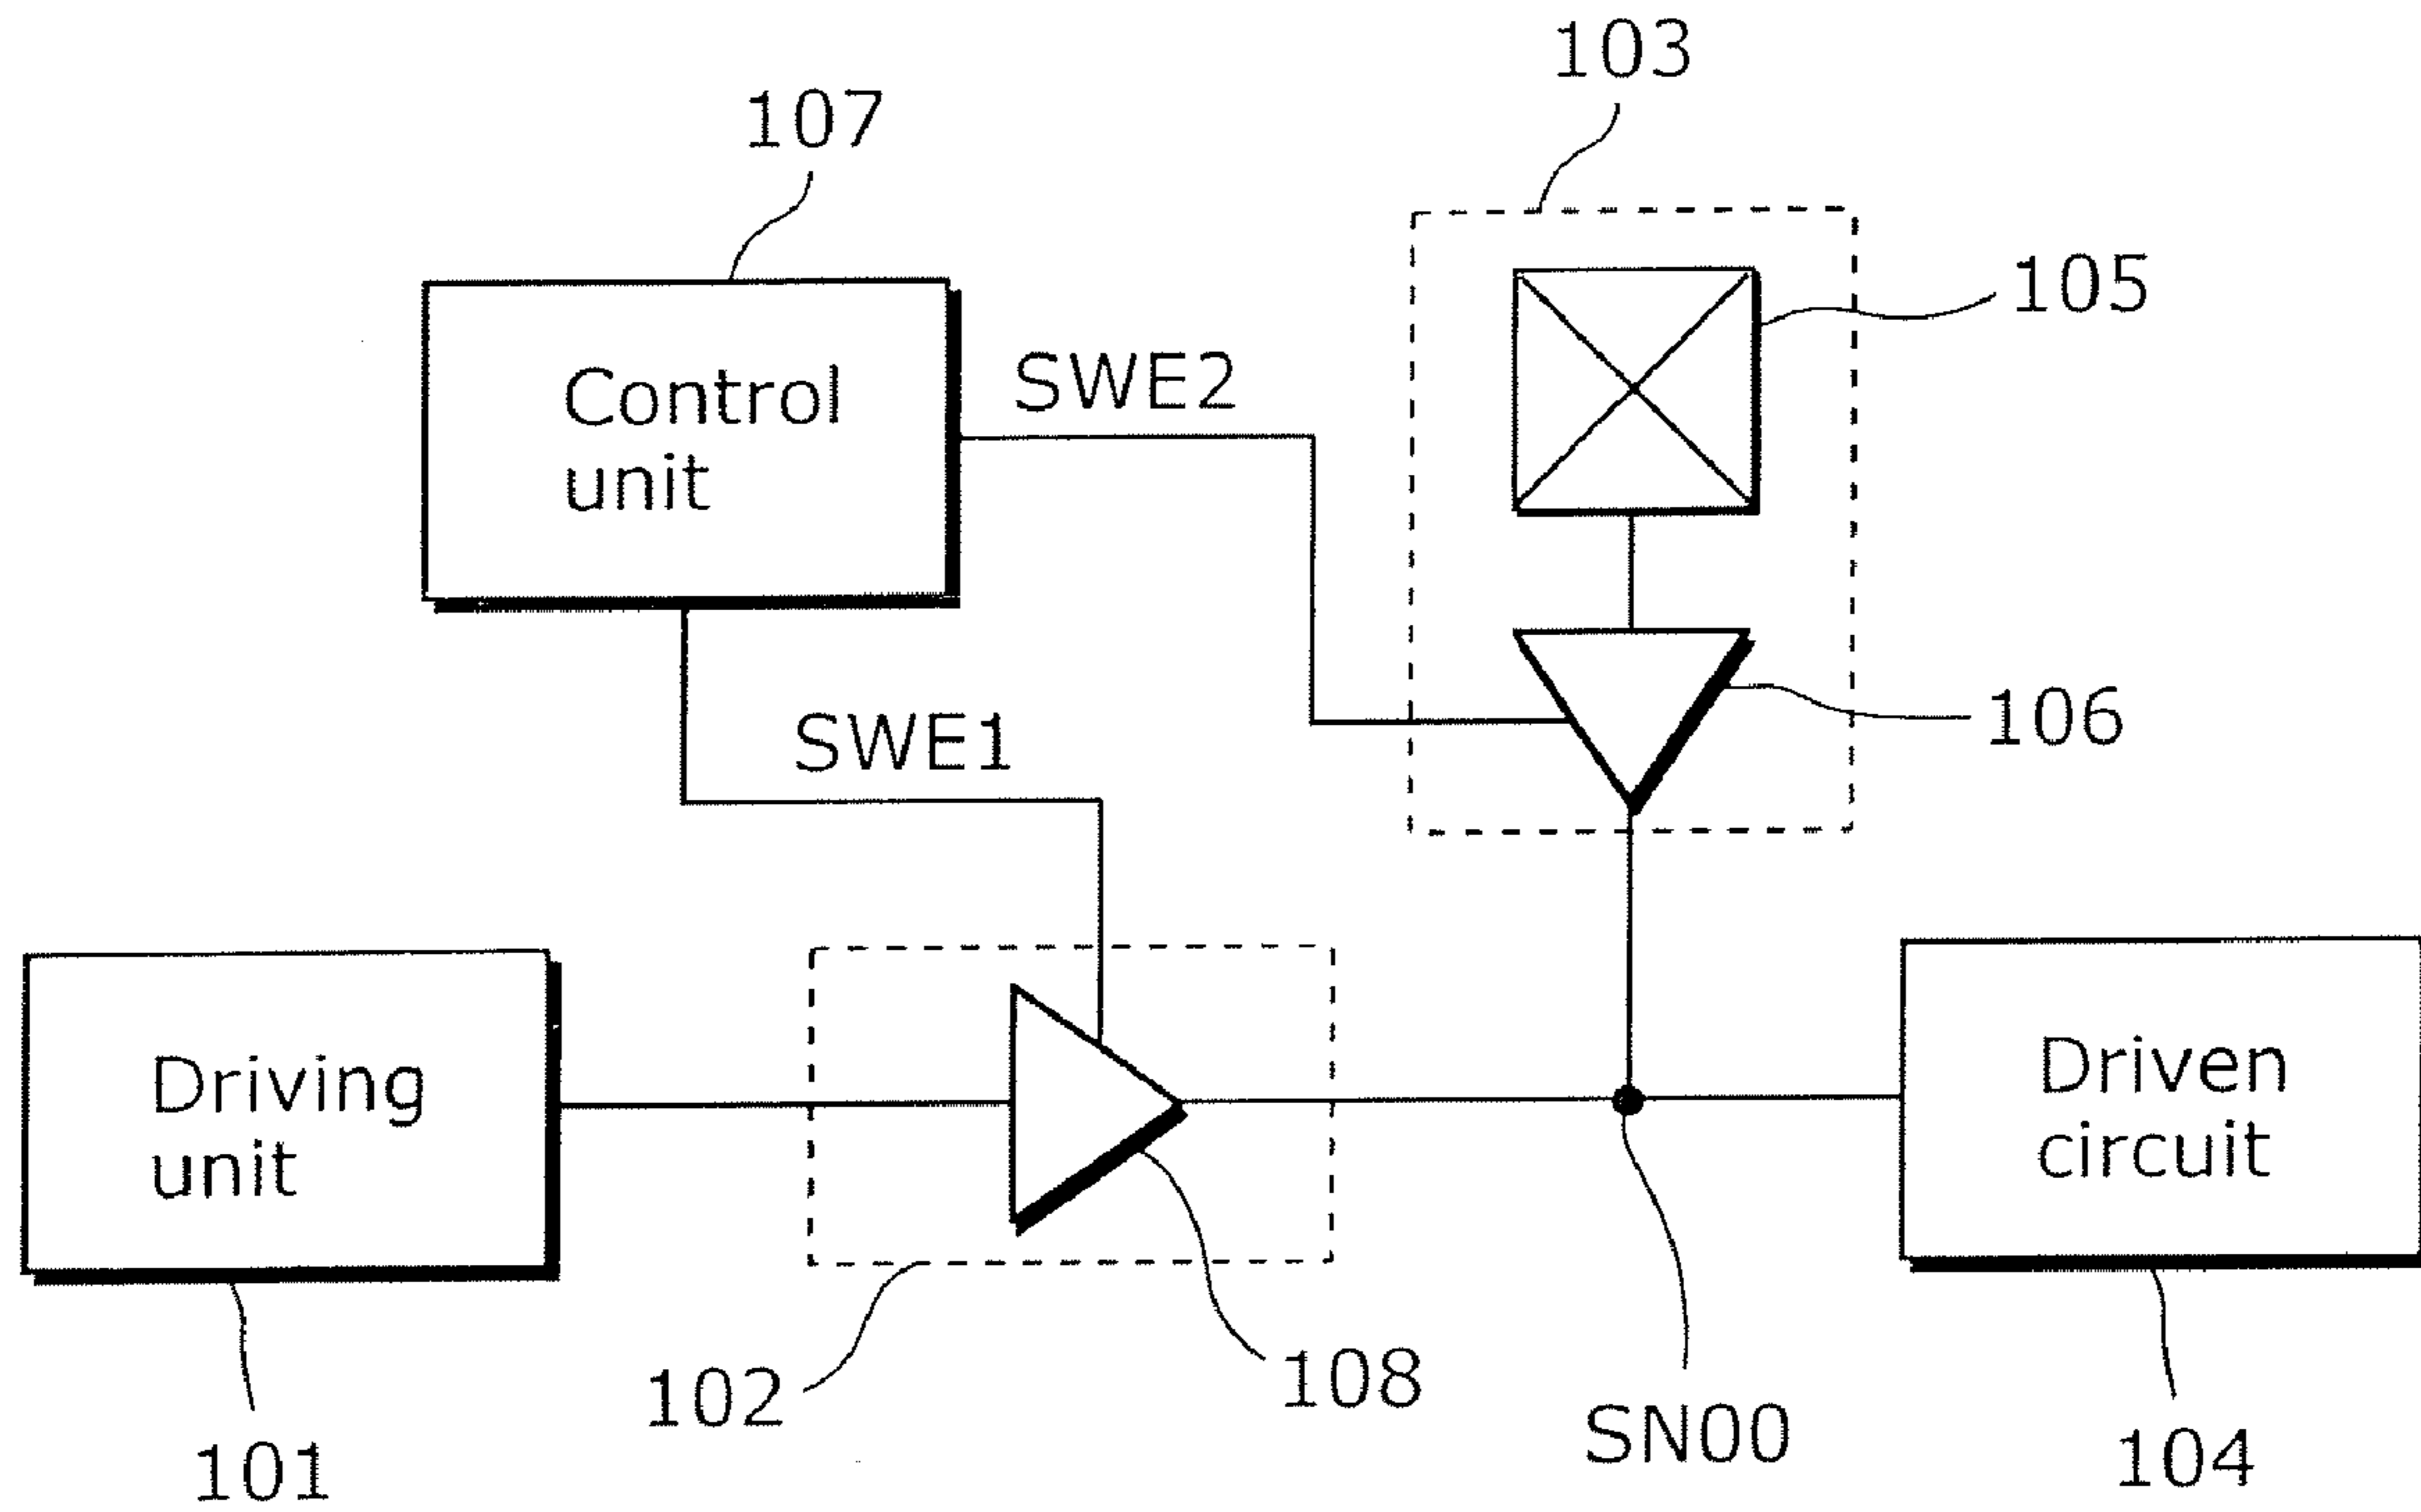 103
107
105
Control
unit
SWE2
106
SWE1
Driving
unit
Driven
circuit
102
108
SN00
101
104